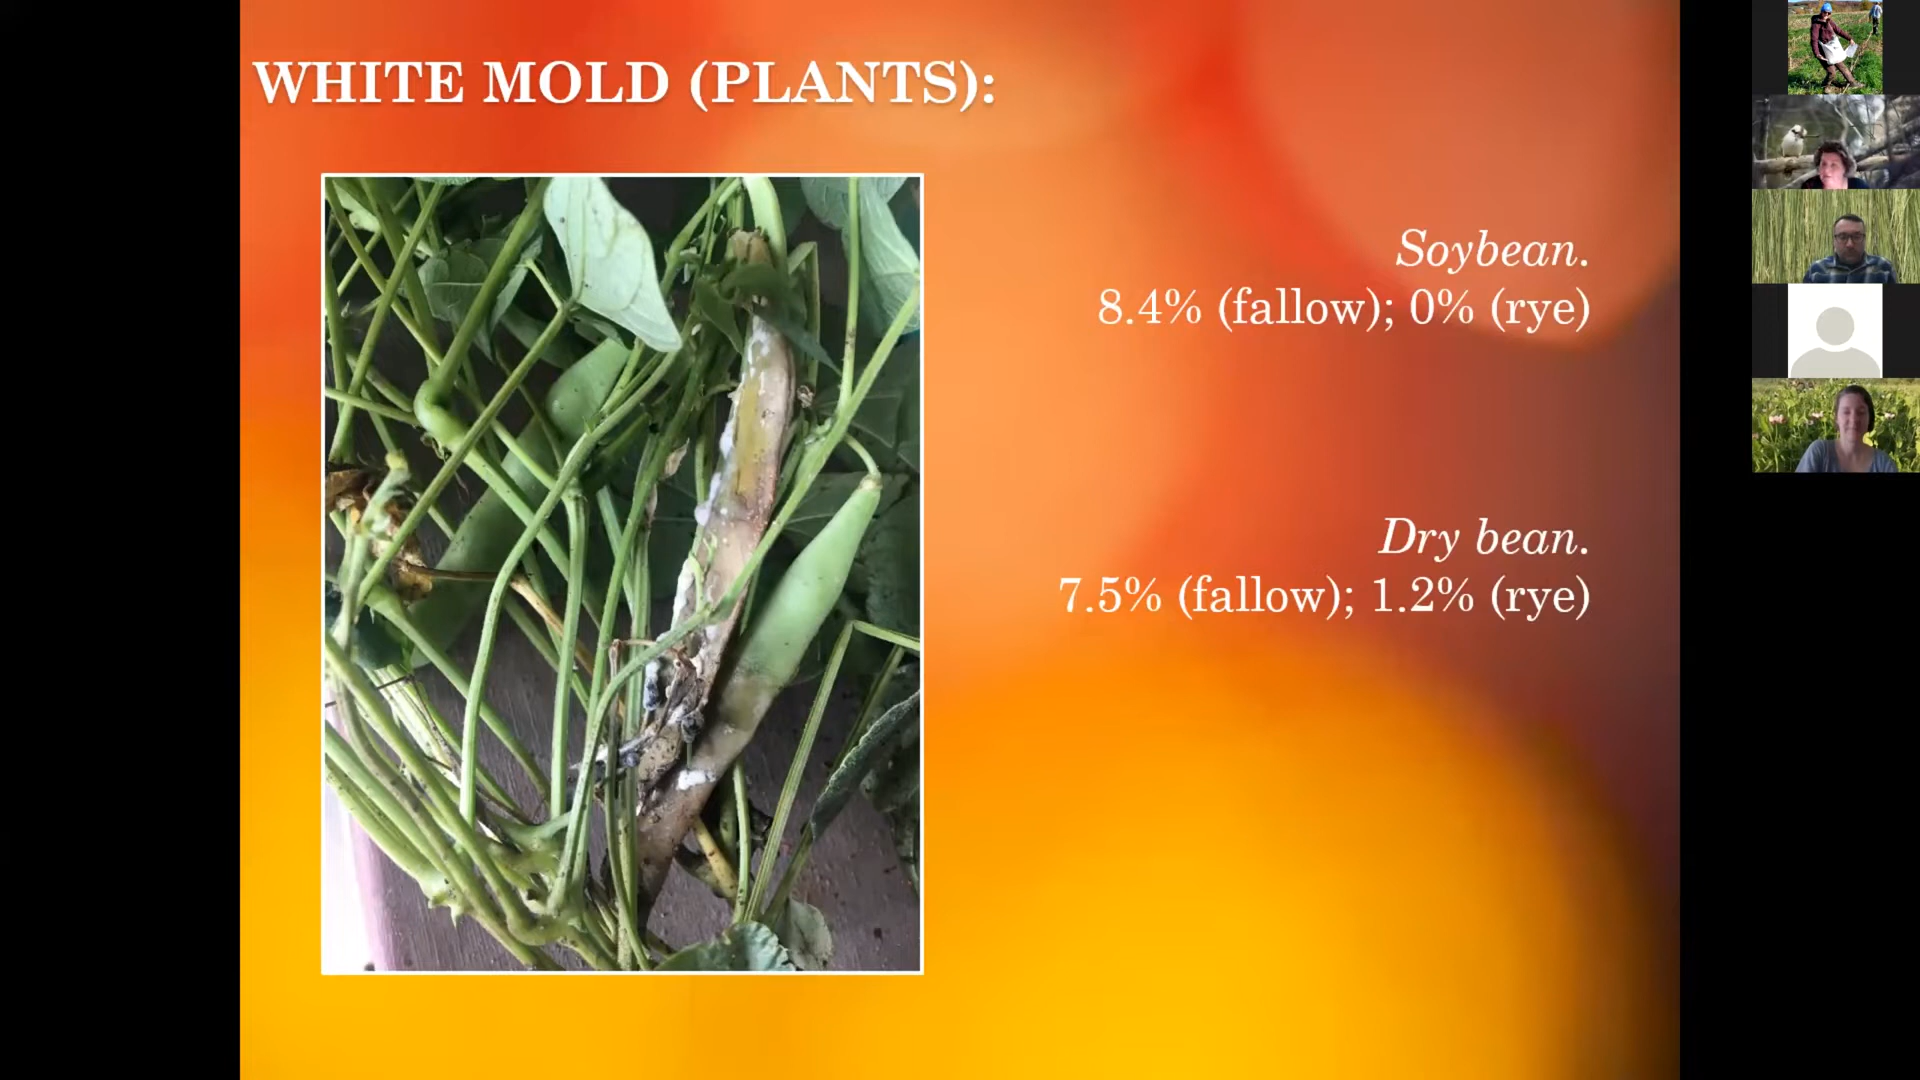 WHITE MOLD (PLANTS):
Soybean.
8.4% (fallow); 0% (rye)
Dry bean.
7.5% (fallow); 1.2% (rye)